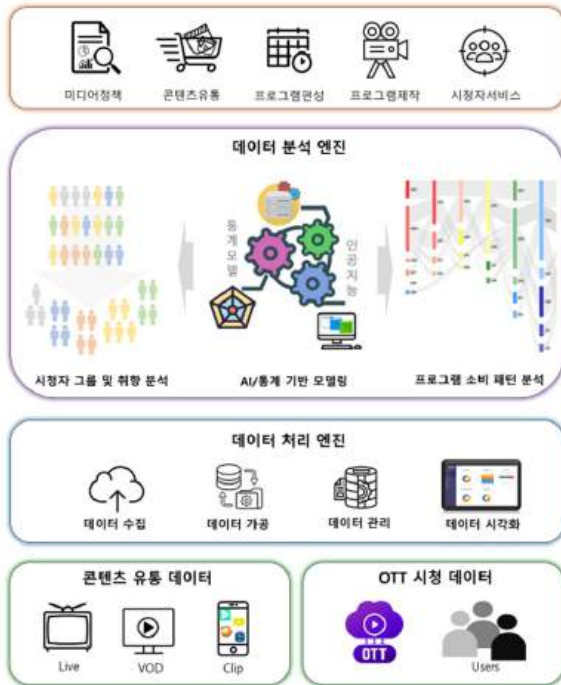 미디어정책 콘텐츠유통 프로그램편성 프로그램제작 시청자서비스
데이터 분석 엔진
통계모델
인공지능
시청자 그룹 및 취향 분석 AI/통계 기반 모델링 프로그램 소비 패턴 분석
데이터 처리 엔진
데이터 수집 데이터 가공 데이터 관리 데이터 시각화
콘텐츠 유통 데이터 OTT 시청 데이터
OTT
Live VOD Clip Users